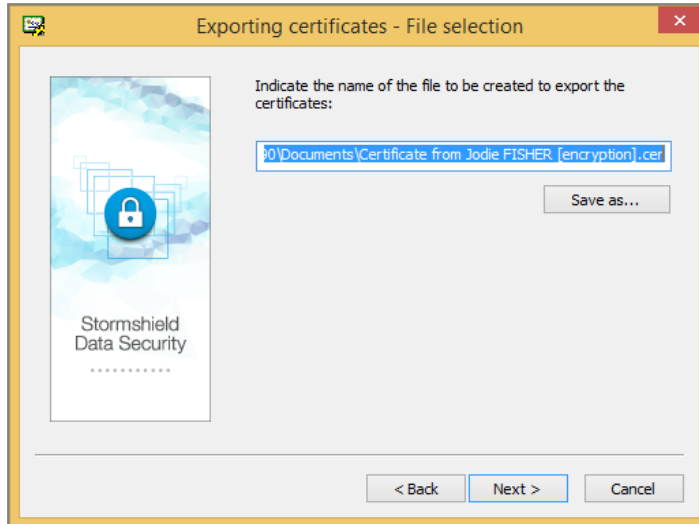 Exporting certificates - File selection
Indicate the name of the file to be created to export the
certificates:
90\Documents\Certificate from Jodie FISHER [encryption].cer
Save as...
Stormshield
Data Security
< Back
Next >
Cancel